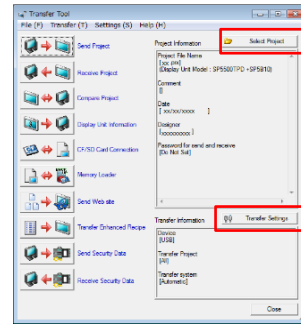 Transfer Tool
File (F) Transfer (T) Settings (S) Help (H)
Send Project
Receive Project
Compare Project
Display Unit Information
CF/SD Card Connection
Memory Loader
Send Web site
Transfer Enhanced Recipe
Send Security Data
Receive Security Data
Project Information
Select Project
Project File Name
(Display Unit Model : SP5500TPD +SP5B10)
Comment
[]
Date
[ xx/xx/xxxx ]
Designer
[xxxxxxxxxx ]
Password for send and receive
[Do Not Set]
Transfer Information
Transfer Settings
Device
[USB]
Transfer Project
[All]
Transfer system
[Automatic]
Close